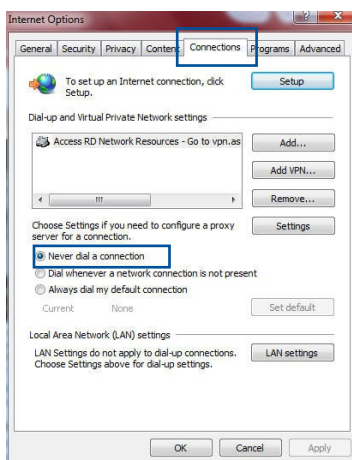 Internet Options
General Security Privacy Content Connections Programs Advanced
To set up an Internet connection, click
Setup.
Setup
Dial-up and Virtual Private Network settings
Access RD Network Resources - Go to vpn.as
Add...
Add VPN...
Remove...
Choose Settings if you need to configure a proxy
server for a connection.
Settings
Never dial a connection
Dial whenever a network connection is not present
Always dial my default connection
Current None
Set default
Local Area Network (LAN) settings
LAN Settings do not apply to dial-up connections.
Choose Settings above for dial-up settings.
LAN settings
OK Cancel Apply